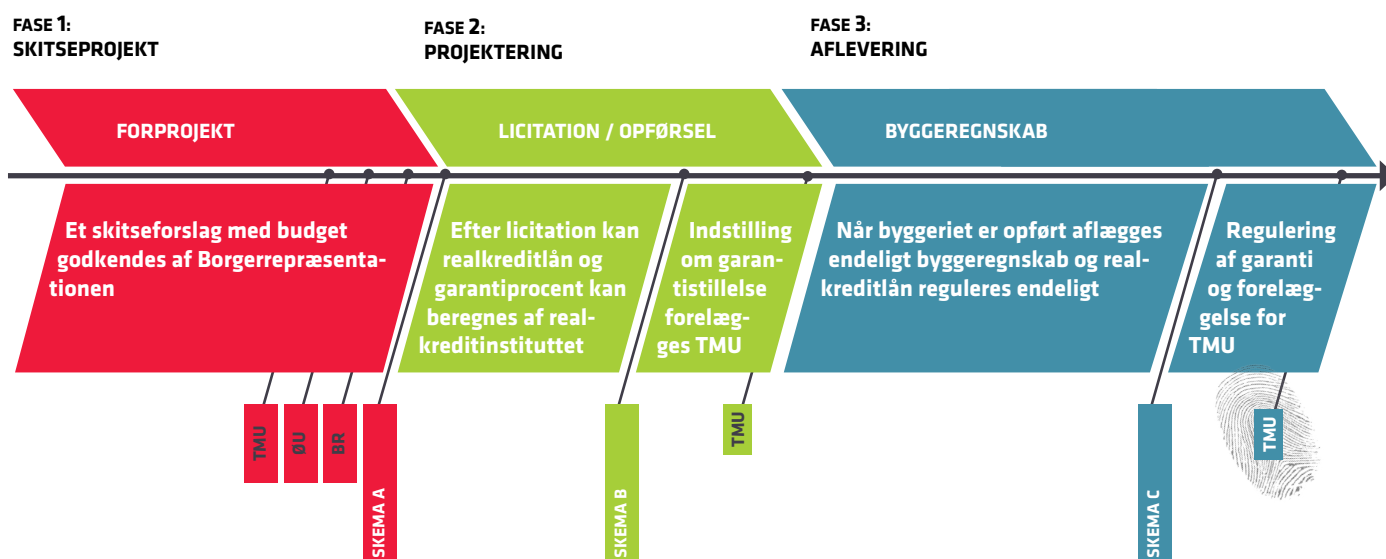 FASE 1:
SKITSEPROJEKT
FASE 2:
PROJEKTERING
FASE 3:
AFLEVERING
FORPROJEKT
LICITATION / OPFØRSEL
BYGGEREGNSKAB
Et skitseforslag med budget
godkendes af Borgerrepræsenta-
tionen
Efter licitation kan
realkreditlån og
garantiprocent kan
beregnes af real-
kreditinstituttet
Indstilling
om garan-
tistillelse
forelæg-
ges TMU
Når byggeriet er opført aflægges
endeligt byggeregnskab og real-
kreditlån reguleres endeligt
Regulering
af garanti
og forelæg-
gelse for
TMU
TMU
ØU
BR
SKEMA A
SKEMA B
TMU
SKEMA C
TMU